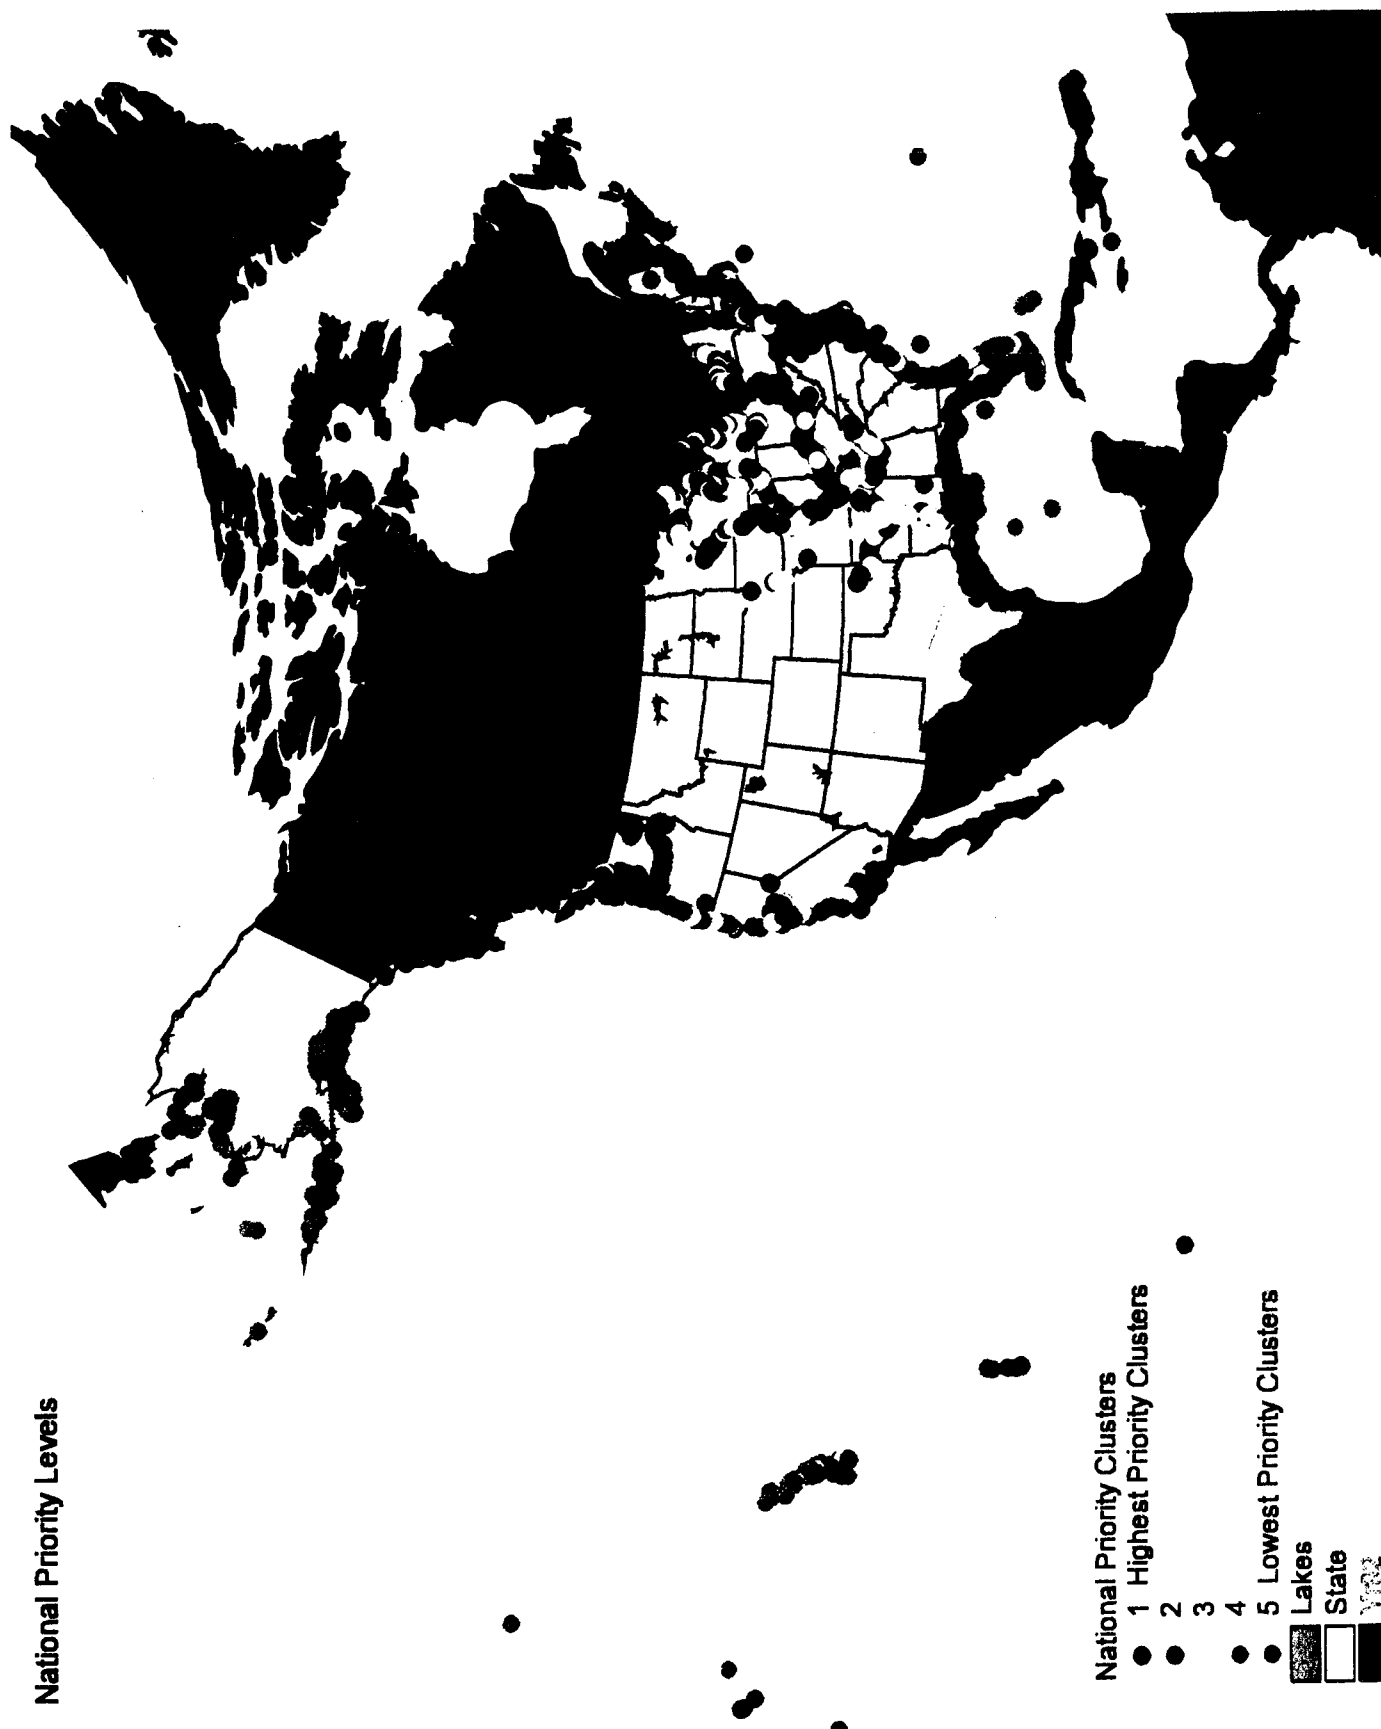 National Priority Levels
National Priority Clusters
1 Highest Priority Clusters
2
3
4
5 Lowest Priority Clusters
Lakes
State